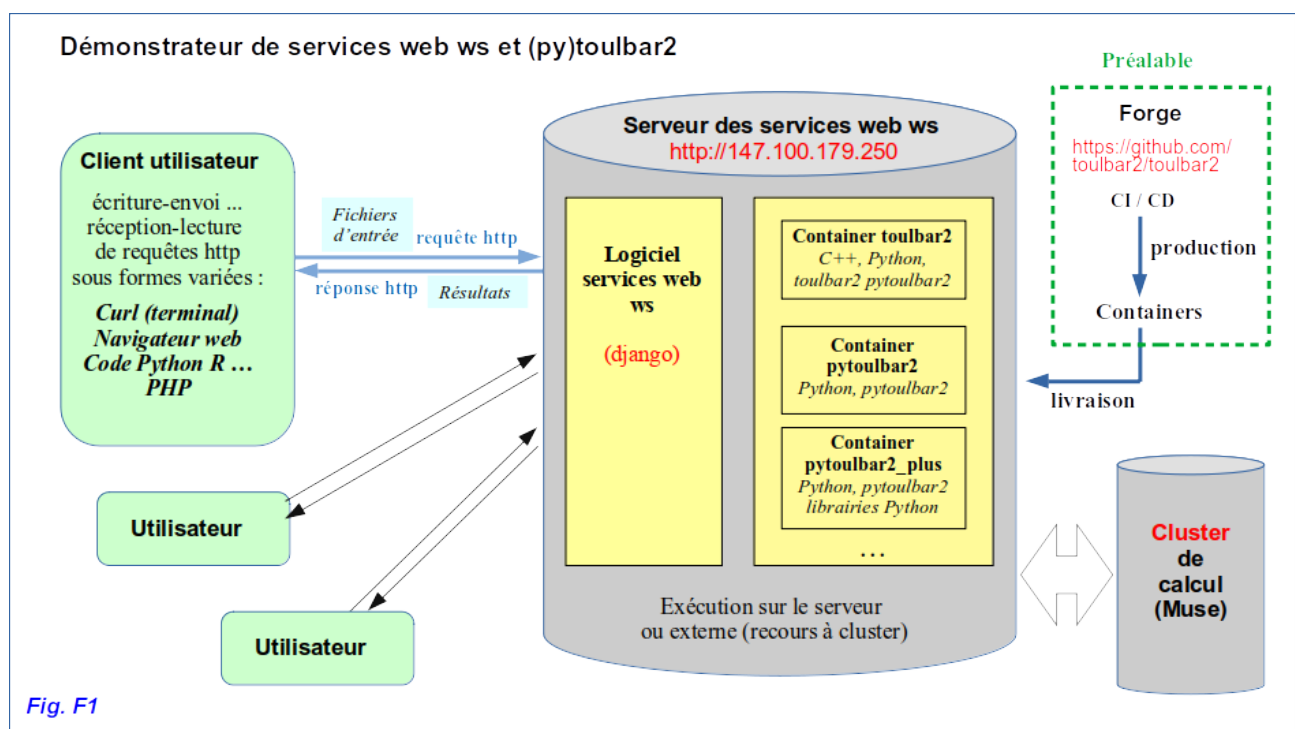 Démonstrateur de services web ws et (py)toulbar2
Client utilisateur
écriture-envoi ...
réception-lecture
de requêtes http
sous formes variées :
Curl (terminal)
Navigateur web
Code Python R …
PHP
Fichiers
d'entrée
requête http
réponse http
Résultats
Utilisateur
Utilisateur
Serveur des services web ws
http://147.100.179.250
Logiciel
services web
ws
(django)
Container toulbar2
C++, Python,
toulbar2 pytoulbar2
Container
pytoulbar2
Python, pytoulbar2
Container
pytoulbar2_plus
Python, pytoulbar2
librairies Python
...
Exécution sur le serveur
ou externe (recours à cluster)
Préalable
Forge
https://github.com/
toulbar2/toulbar2
CI / CD
production
Containers
livraison
Cluster
de
calcul
(Muse)
Fig. F1